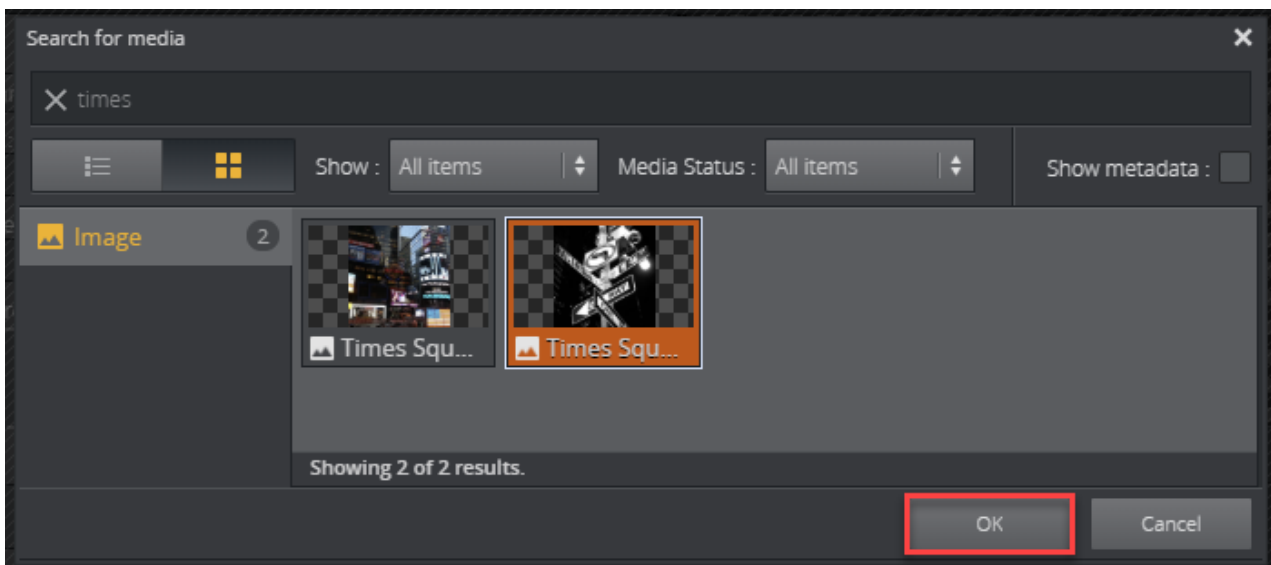 Search for media
times
Show : All items Media Status : All items Show metadata :
Image 2
Times Squ... Times Squ...
Showing 2 of 2 results.
OK Cancel